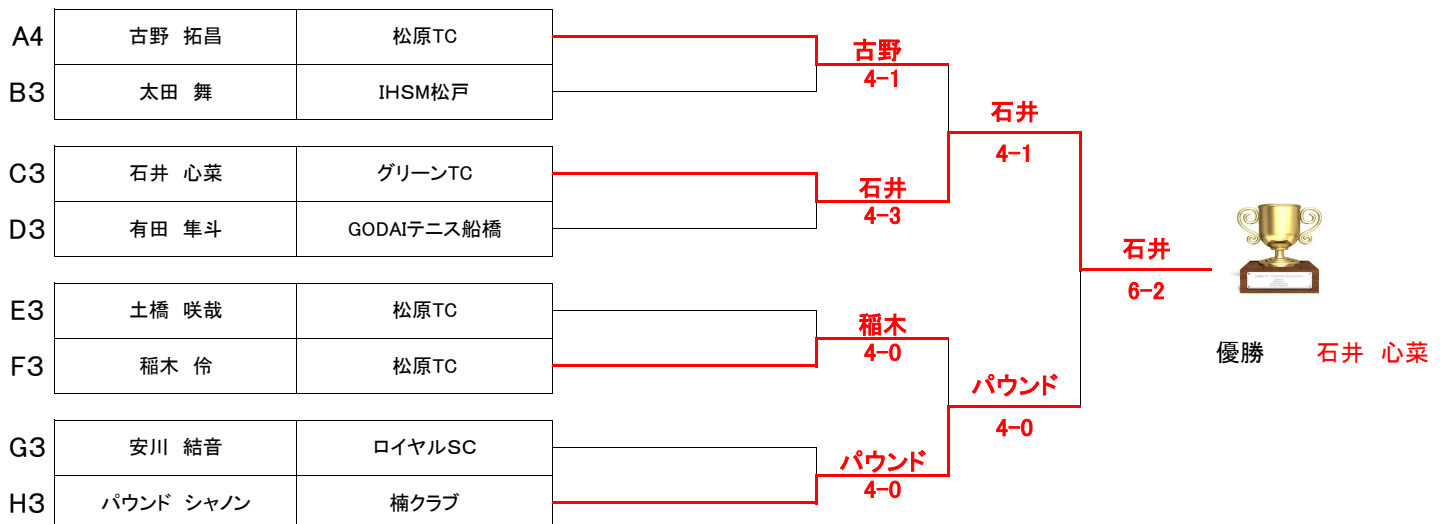 A4 古野 拓昌 松原TC
古野
4-1
B3 太田 舞 IHSM松戸
石井
4-1
C3 石井 心菜 グリーンTC
石井
4-3
D3 有田 隼斗 GODAIテニス船橋
石井
6-2
E3 土橋 咲哉 松原TC
稲木
4-0
F3 稲木 伶 松原TC
優勝 石井 心菜
パウンド
4-0
G3 安川 結音 ロイヤルSC
パウンド
4-0
H3 パウンド シャノン 楠クラブ